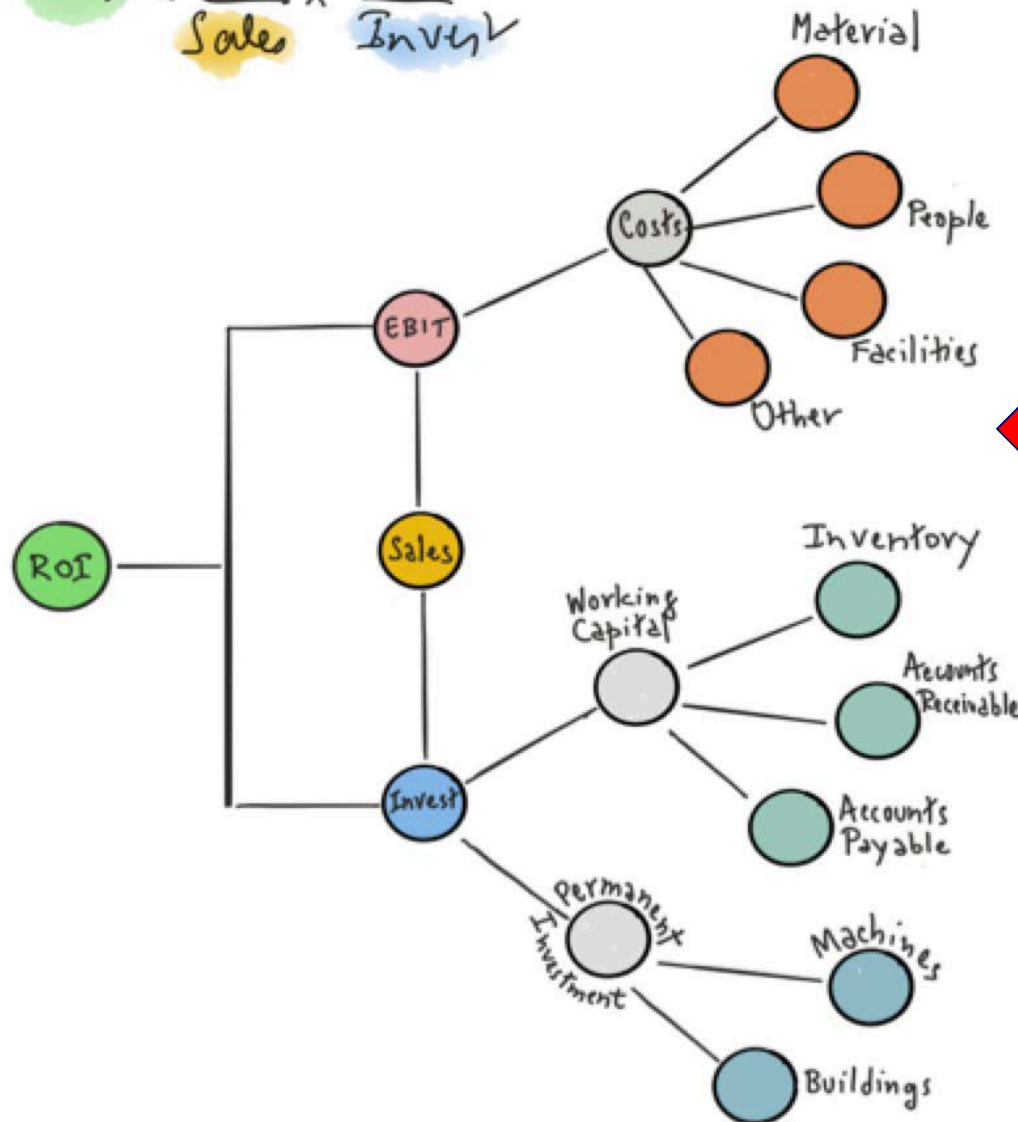 Sales
Invest
Material
Costs
People
EBIT
Facilities
Other
ROI
Sales
Inventory
Working
Capital
Accounts
Receivable
Invest
Accounts
Payable
Permanent
Investment
Machines
Buildings